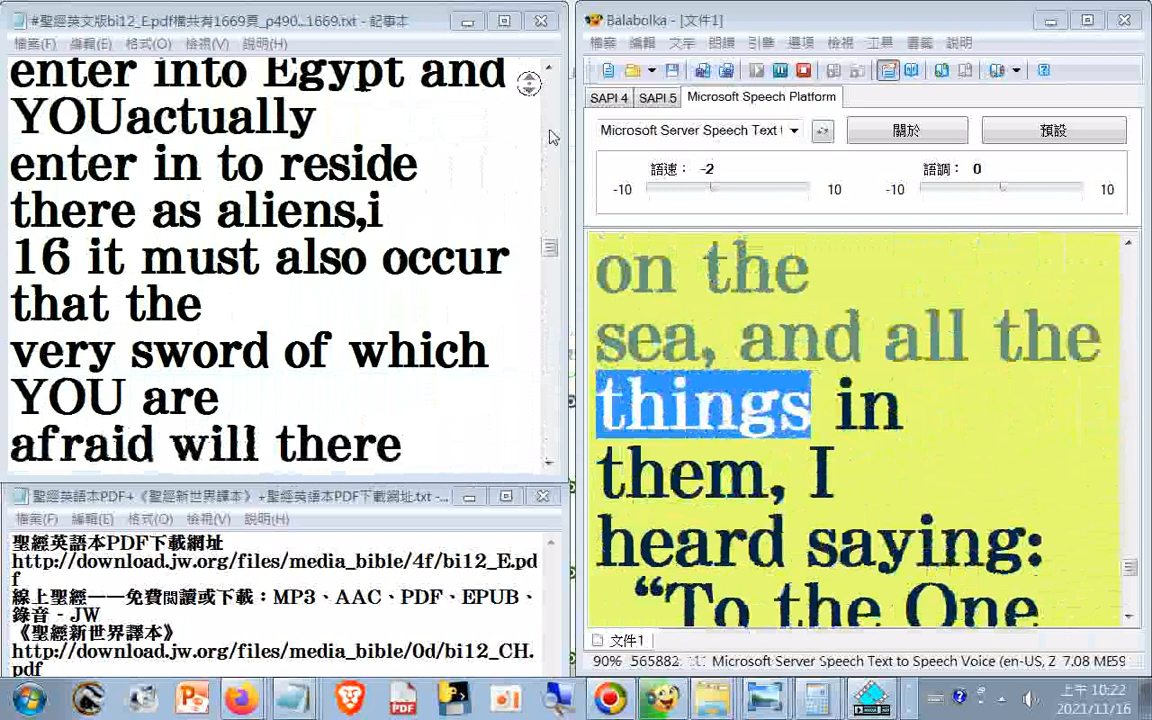 #聖經英文版bi12_E.pdf檔共有1669頁_p490...1669.txt - 記事本
檔案(F) 編輯(E) 格式(O) 檢視(V) 說明(H)
enter into Egypt and
YOUactually
enter in to reside
there as aliens,i
16 it must also occur
that the
very sword of which
YOU are
afraid will there
聖經英語本PDF+《聖經新世界譯本》+聖經英語本PDF下載網址.txt -...
檔案(F) 編輯(E) 格式(O) 檢視(V) 說明(H)
聖經英語本PDF下載網址
http://download.jw.org/files/media_bible/4f/bi12_E.pd
f
線上聖經——免費閱讀或下載：MP3、AAC、PDF、EPUB、
錄音 - JW
《聖經新世界譯本》
http://download.jw.org/files/media_bible/0d/bi12_CH.
pdf
Balabolka - [文件1]
檔案 編輯 文字 朗讀 引擎 選項 檢視 工具 書籤 說明
SAPI 4 SAPI 5 Microsoft Speech Platform
Microsoft Server Speech Text 關於 預設
語速： -2 語調： 0
-10 10 -10 10
on the
sea, and all the
things in
them, I
heard saying:
“To the One
文件1
90% 565882 Microsoft Server Speech Text to Speech Voice (en-US, Z 7.08 ME59
上午 10:22
2021/11/16